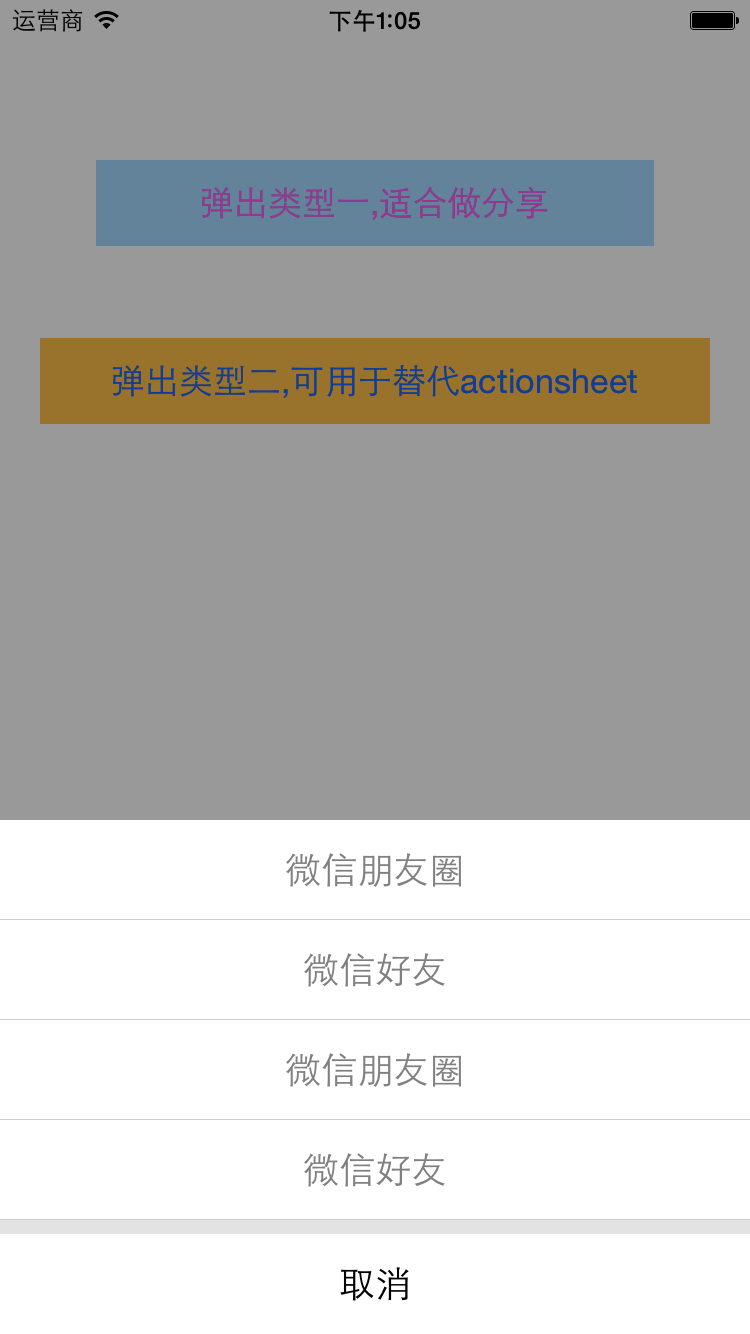 运营商 下午1:05
弹出类型一,适合做分享
弹出类型二,可用于替代actionsheet
微信朋友圈
微信好友
微信朋友圈
微信好友
取消